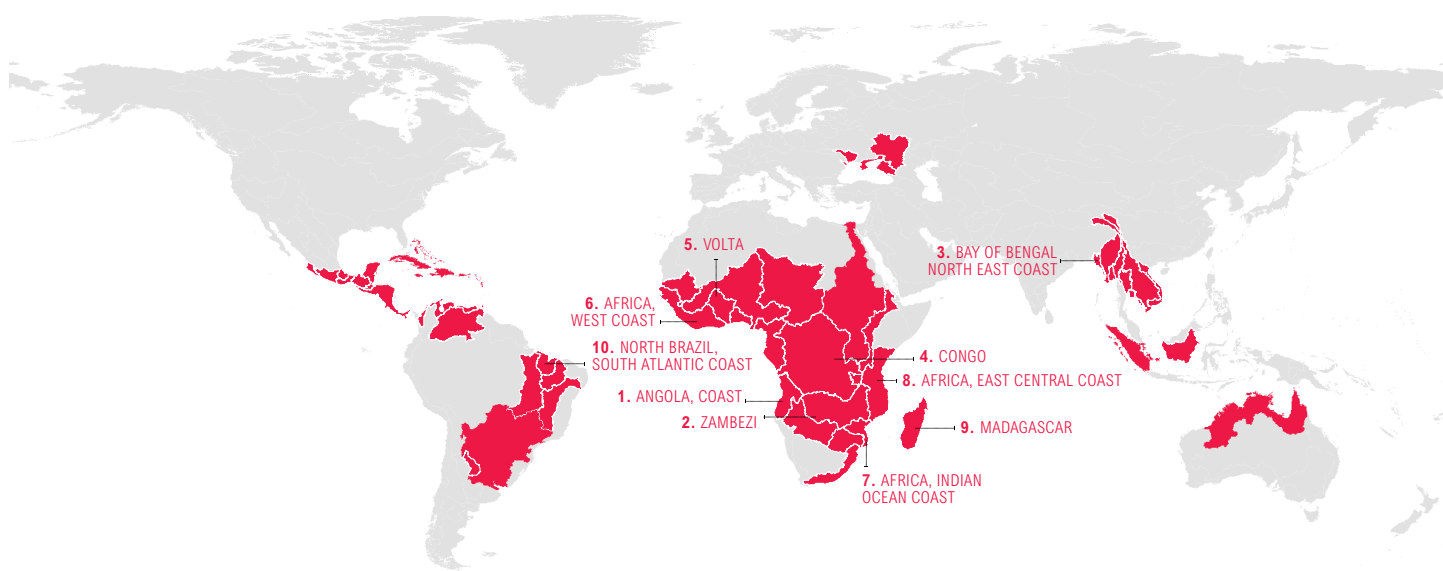 5. VOLTA
3. BAY OF BENGAL
NORTH EAST COAST
6. AFRICA,
WEST COAST
10. NORTH BRAZIL,
SOUTH ATLANTIC COAST
4. CONGO
8. AFRICA, EAST CENTRAL COAST
1. ANGOLA, COAST
2. ZAMBEZI
9. MADAGASCAR
7. AFRICA, INDIAN
OCEAN COAST